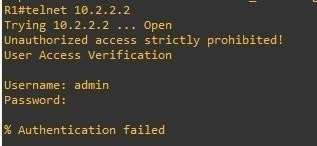 R1#telnet 10.2.2.2
Trying 10.2.2.2 ... Open
Unauthorized access strictly prohibited!
User Access Verification
Username: admin
Password:
% Authentication failed